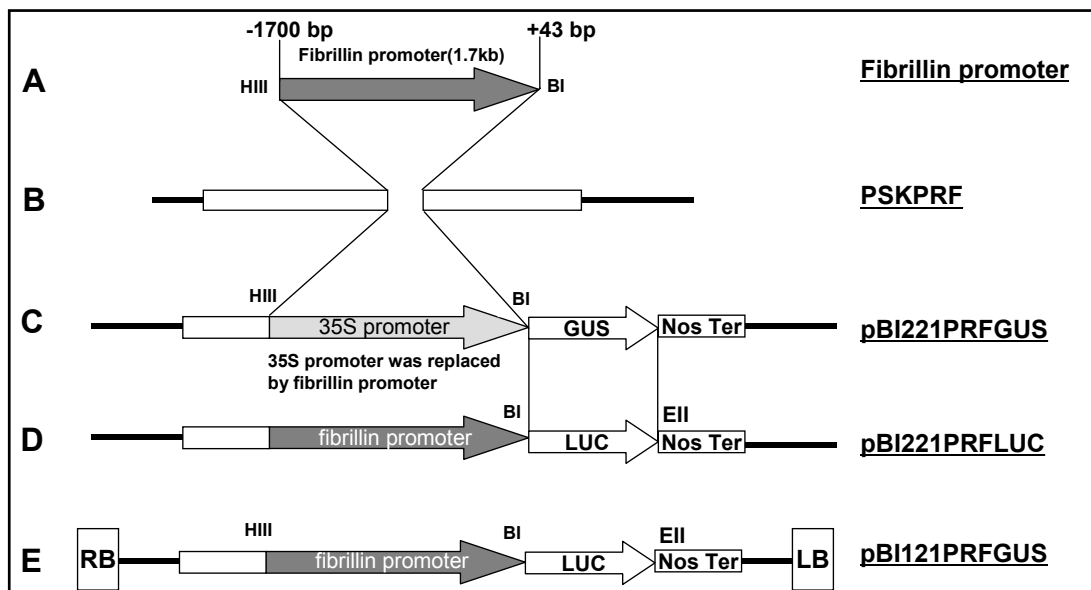 -1700 bp
+43 bp
Fibrillin promoter(1.7kb)
A
HIII
BI
Fibrillin promoter
B
PSKPRF
HIII
BI
C
35S promoter
GUS
Nos Ter
pBI221PRFGUS
35S promoter was replaced
by fibrillin promoter
BI
EII
D
fibrillin promoter
LUC
Nos Ter
pBI221PRFLUC
HIII
BI
EII
E
RB
fibrillin promoter
LUC
Nos Ter
LB
pBI121PRFGUS